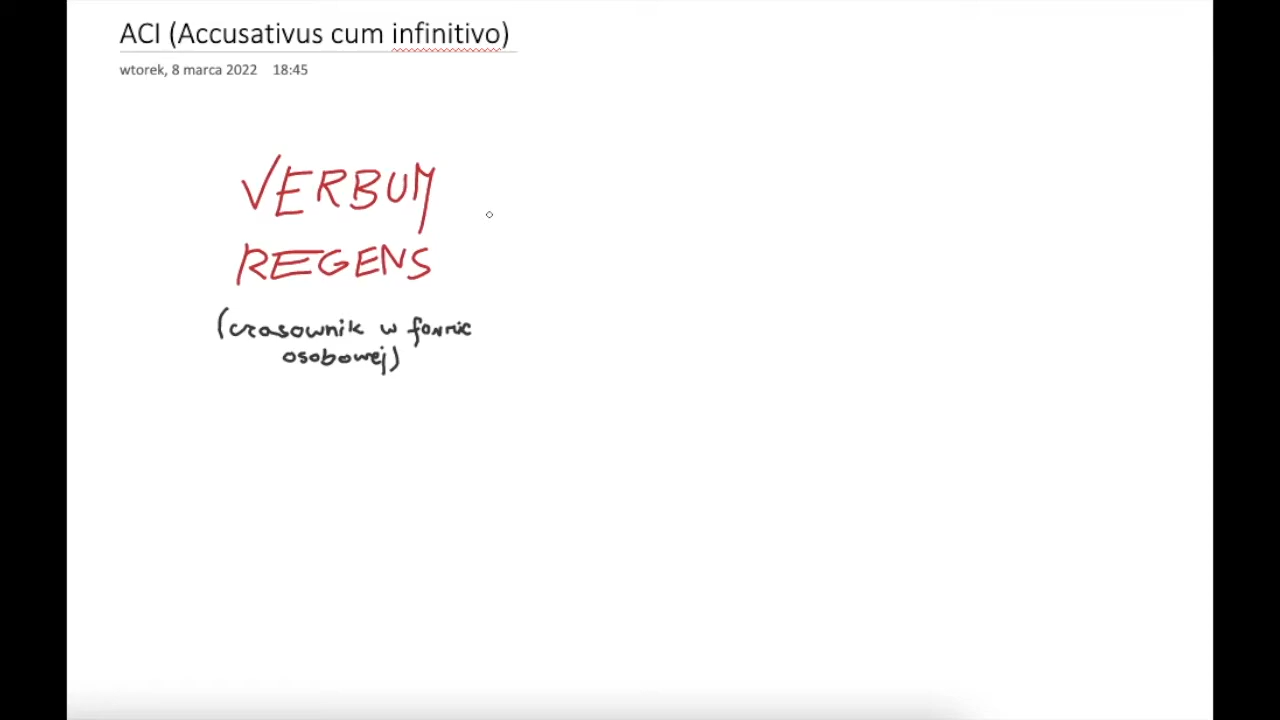 ACI (Accusativus cum infinitivo)
wtorek, 8 marca 2022 18:45
VERBUM
REGENS
(czasownik w formie
osobowej)